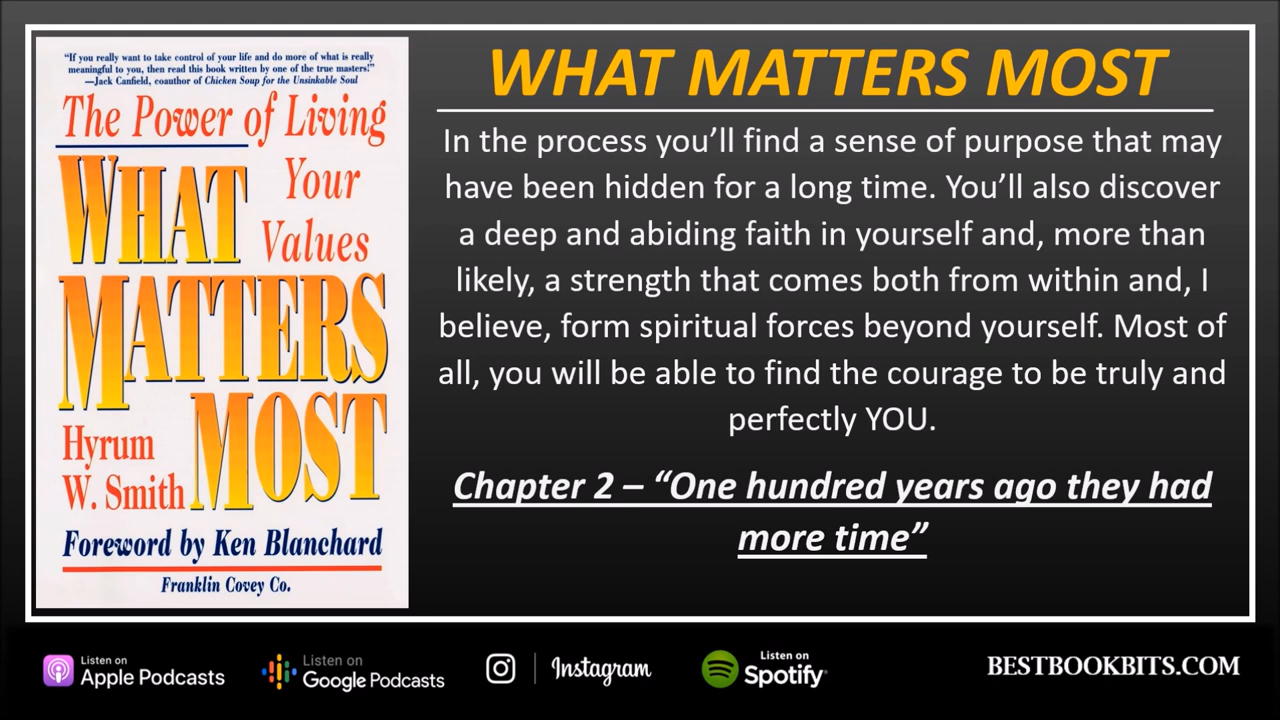 “If you really want to take control of your life and do more of what is really
meaningful to you, then read this book written by one of the true masters!”
—Jack Canfield, coauthor of Chicken Soup for the Unsinkable Soul
The Power of Living
Your
Values
WHAT
MATTERS
MOST
Hyrum
W. Smith
Foreword by Ken Blanchard
Franklin Covey Co.
WHAT MATTERS MOST
In the process you’ll find a sense of purpose that may
have been hidden for a long time. You’ll also discover
a deep and abiding faith in yourself and, more than
likely, a strength that comes both from within and, I
believe, form spiritual forces beyond yourself. Most of
all, you will be able to find the courage to be truly and
perfectly YOU.
Chapter 2 – “One hundred years ago they had
more time”
Listen on
Apple Podcasts
Listen on
Google Podcasts
Instagram
Listen on
Spotify
BESTBOOKBITS.COM